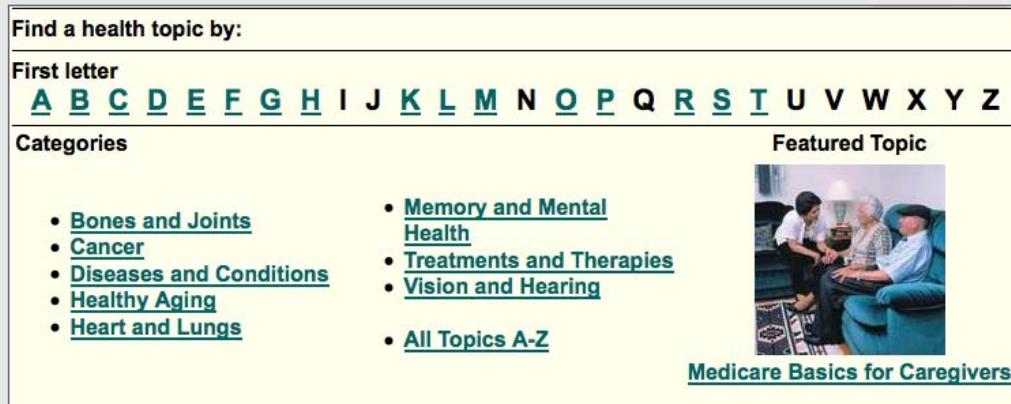 Find a health topic by:
First letter
A B C D E F G H I J K L M N O P Q R S T U V W X Y Z
Categories
• Bones and Joints
• Cancer
• Diseases and Conditions
• Healthy Aging
• Heart and Lungs
• Memory and Mental
Health
• Treatments and Therapies
• Vision and Hearing
• All Topics A-Z
Featured Topic
Medicare Basics for Caregivers